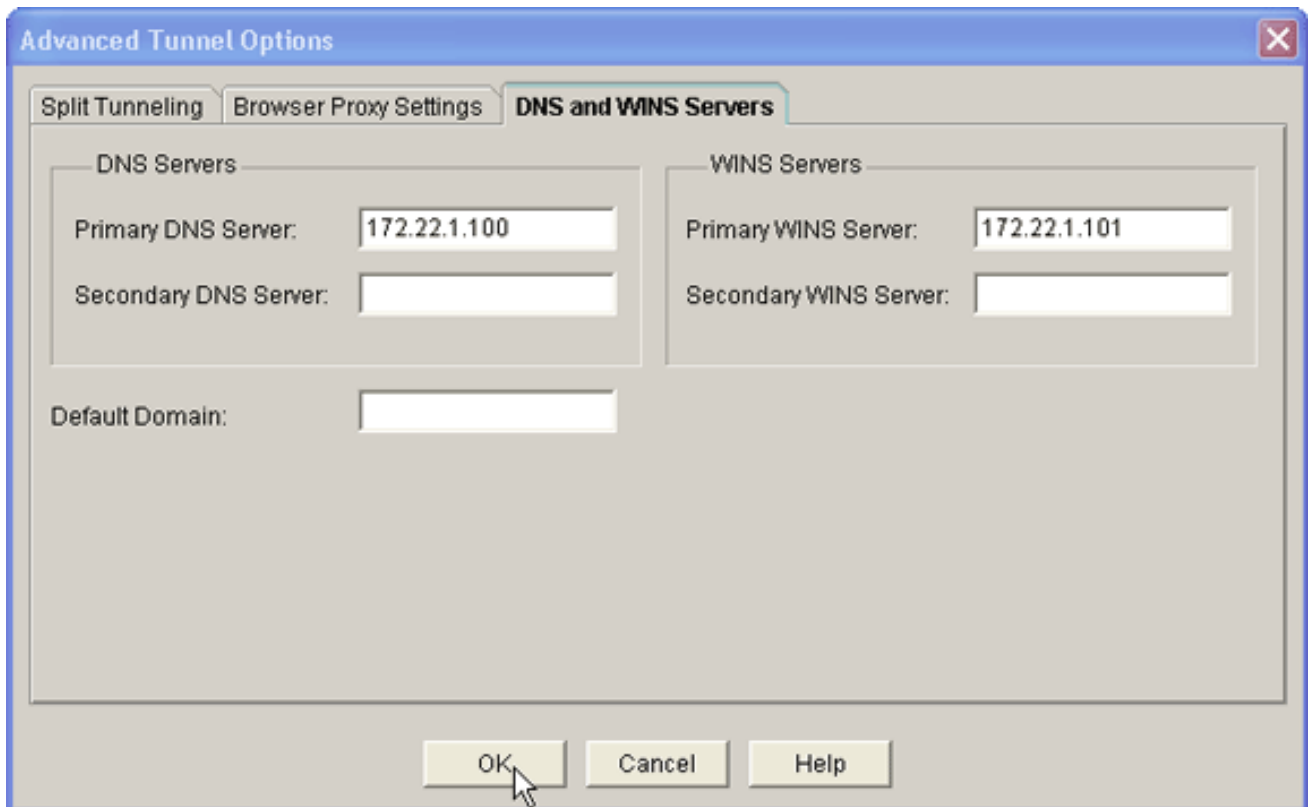 Advanced Tunnel Options
Split Tunneling Browser Proxy Settings DNS and WINS Servers
DNS Servers
Primary DNS Server: 172.22.1.100
Secondary DNS Server:
WINS Servers
Primary WINS Server: 172.22.1.101
Secondary WINS Server:
Default Domain:
OK Cancel Help